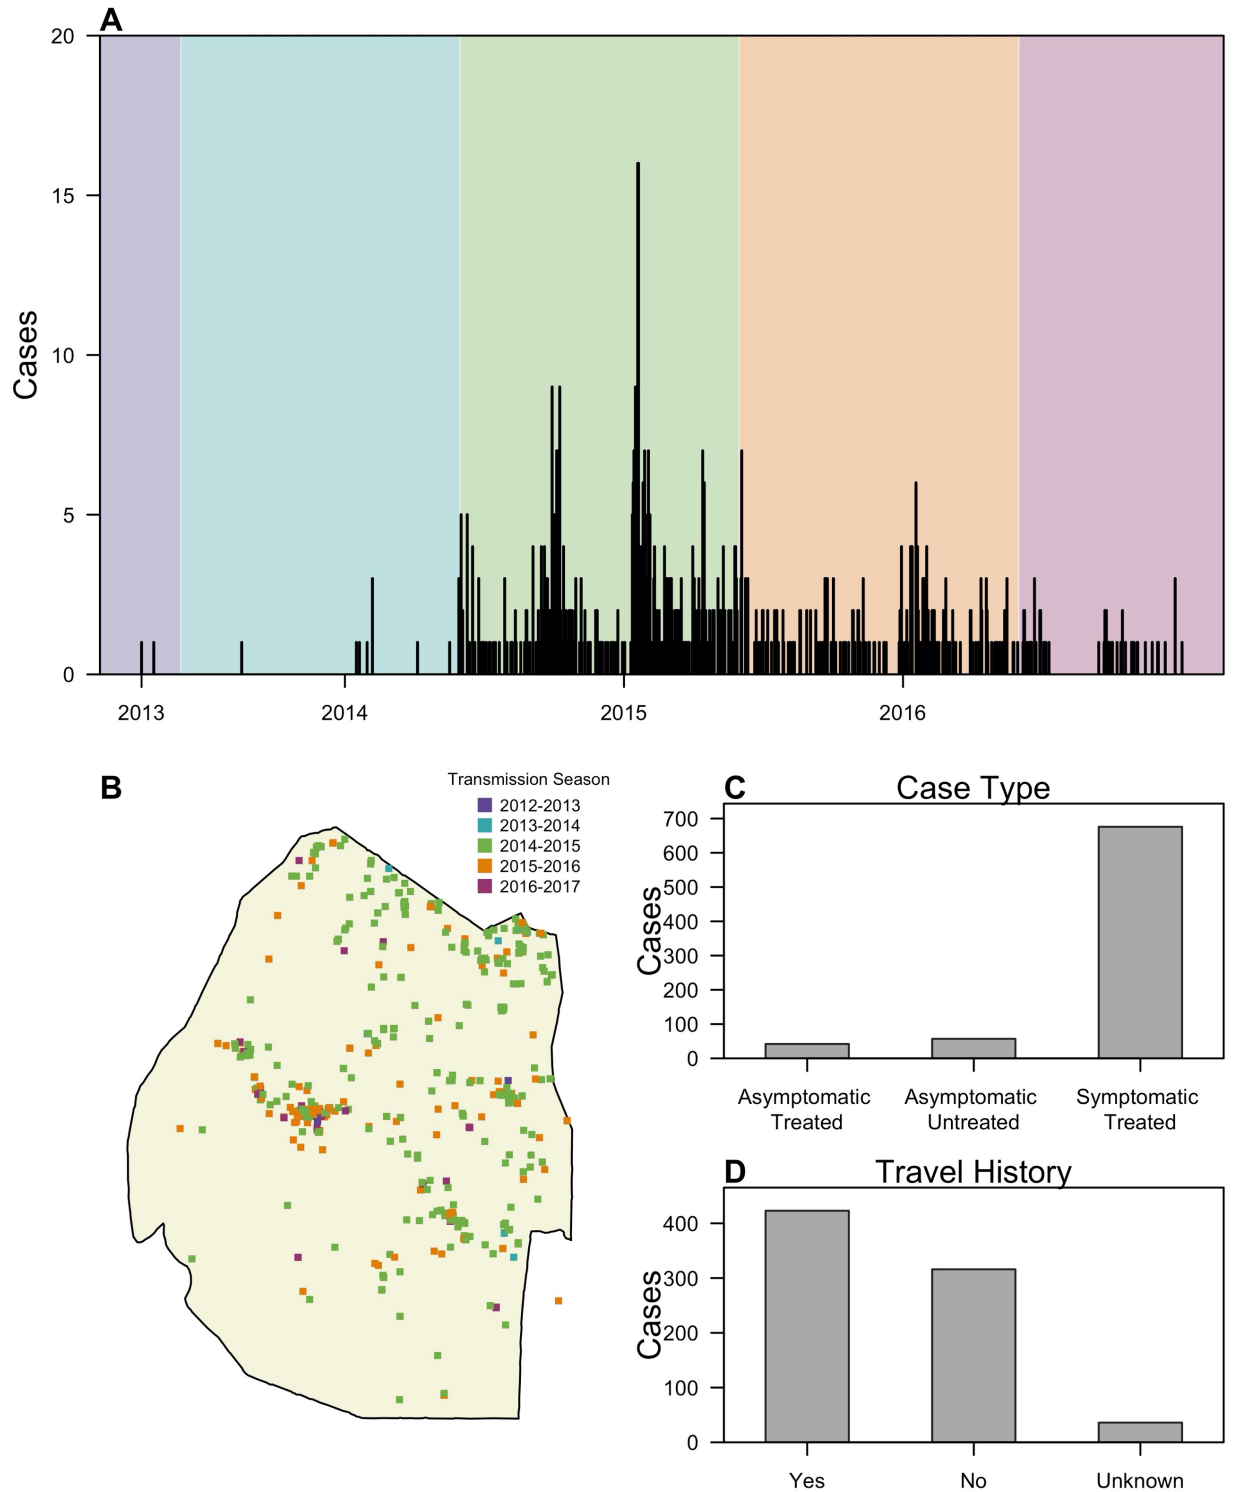 A
20
15
10
5
0
Cases
2013
2014
2015
2016
B
Transmission Season
2012-2013
2013-2014
2014-2015
2015-2016
2016-2017
C
Case Type
700
600
500
400
300
200
100
0
Cases
Asymptomatic
Treated
Asymptomatic
Untreated
Symptomatic
Treated
D
Travel History
400
300
200
100
0
Cases
Yes
No
Unknown